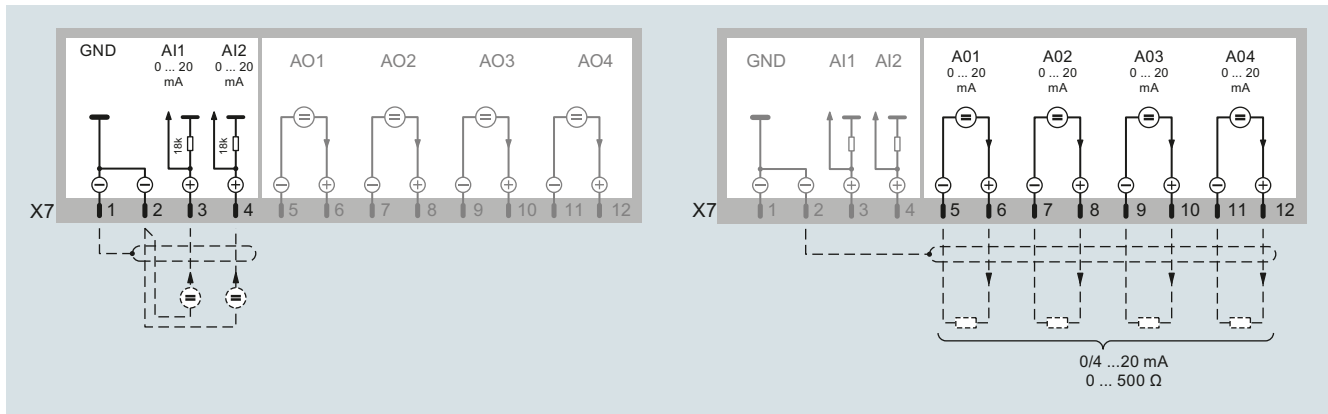 GND AI1 AI2
0 ... 20 0 ... 20
mA mA
AO1 AO2 AO3 AO4
18k 18k
X7 1 2 3 4 5 6 7 8 9 10 11 12
GND AI1 AI2
A01 A02 A03 A04
0 ... 20 0 ... 20 0 ... 20 0 ... 20
mA mA mA mA
X7 1 2 3 4 5 6 7 8 9 10 11 12
0/4 ...20 mA
0 ... 500 Ω